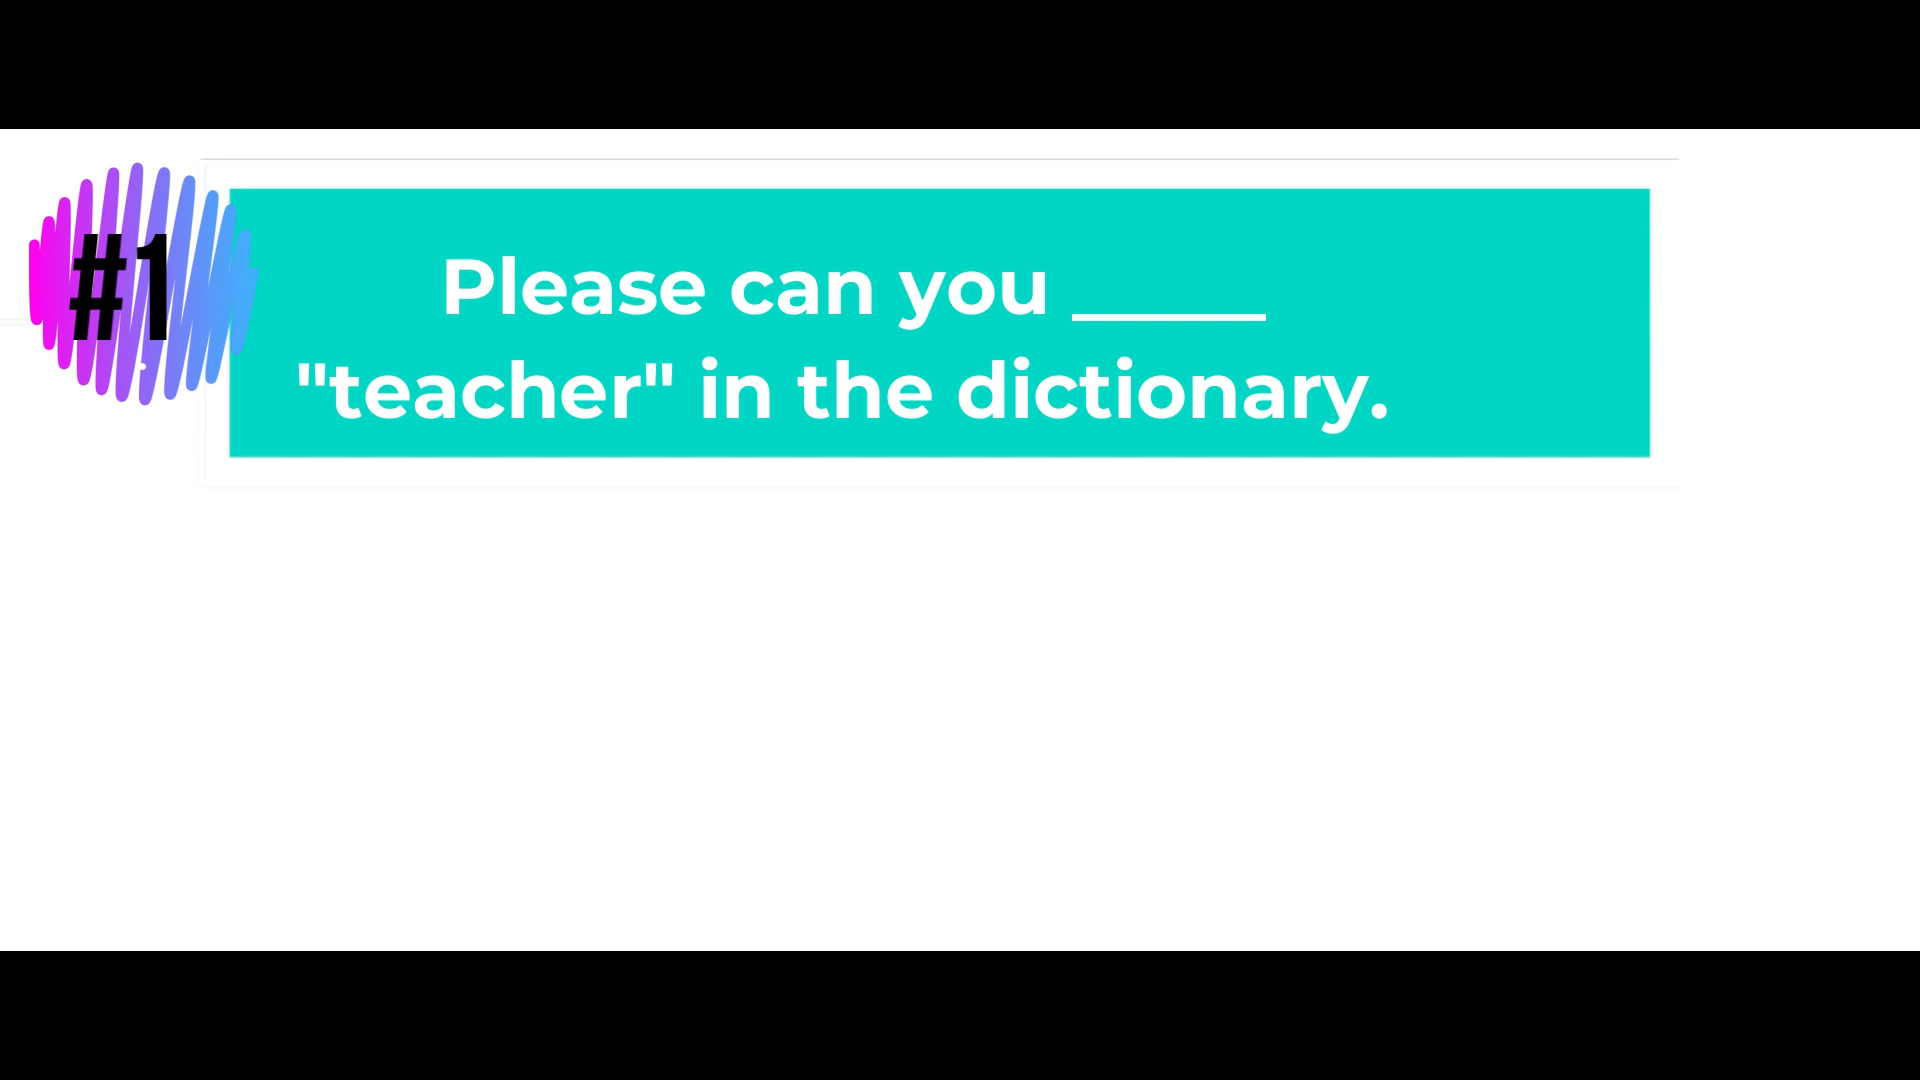 #1
Please can you _____
"teacher" in the dictionary.